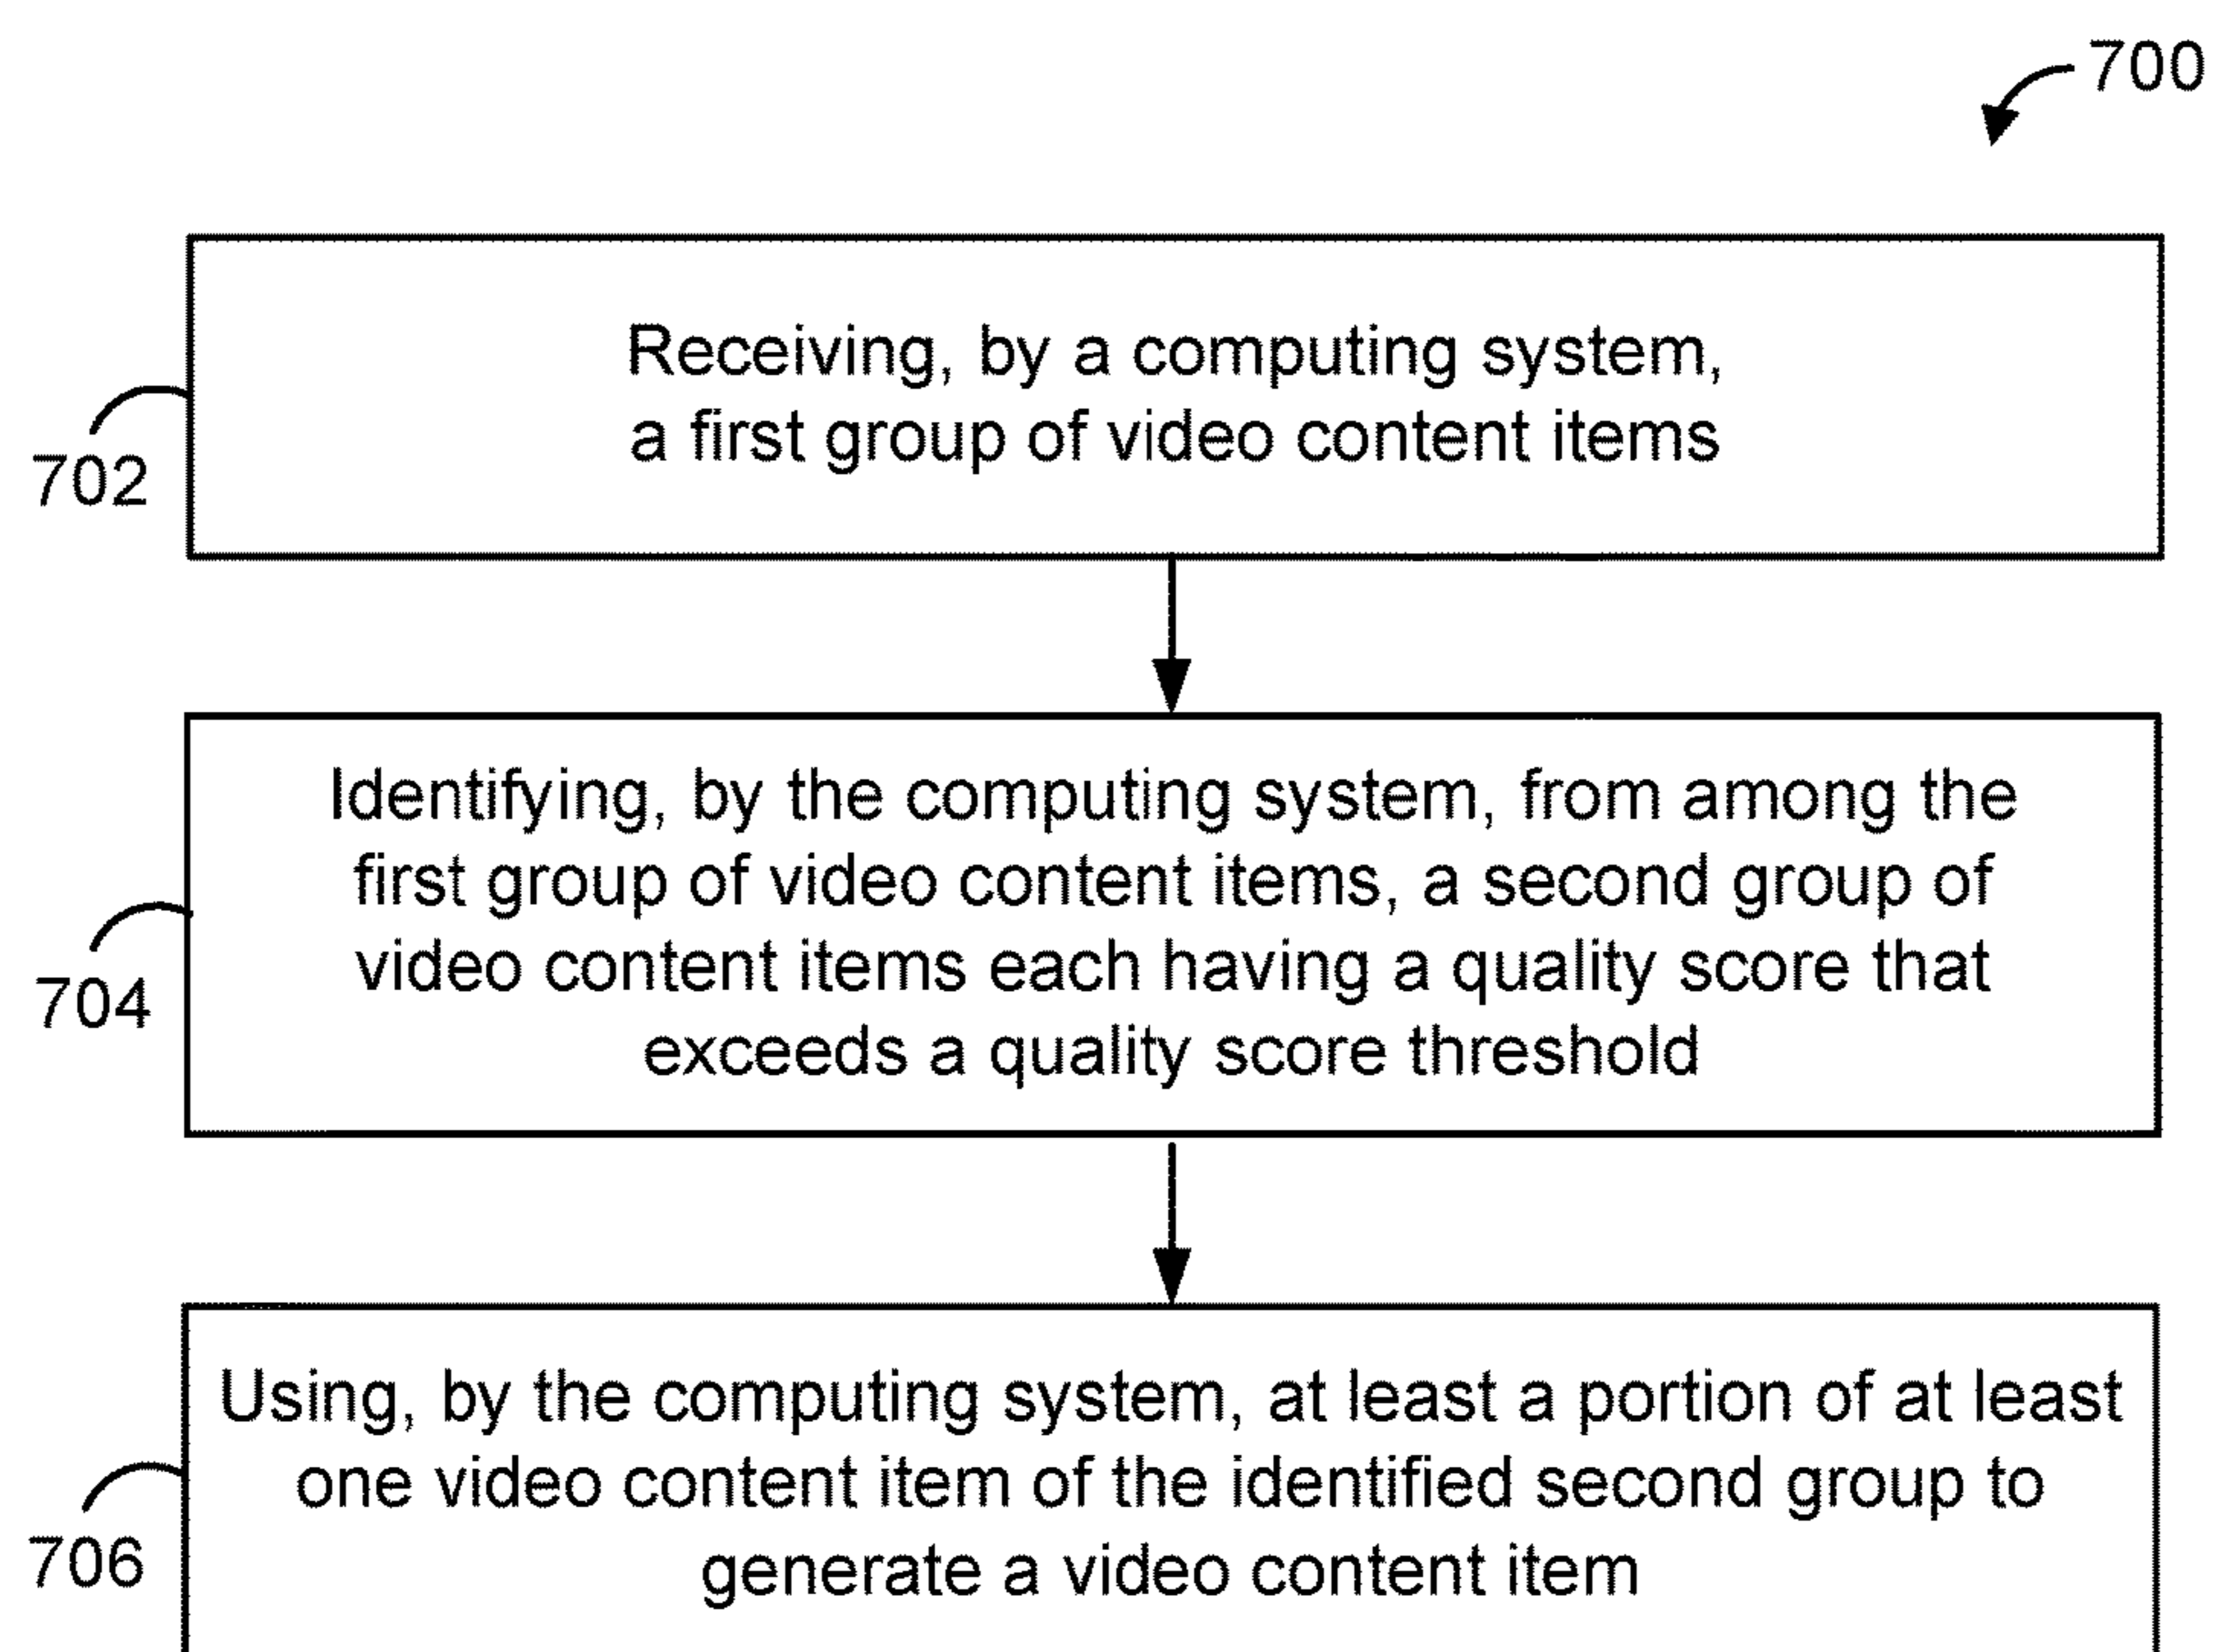 700
Receiving, by a computing system,
a first group of video content items
702
Identifying, by the computing system, from among the
first group of video content items, a second group of
video content items each having a quality score that
exceeds a quality score threshold
704
Using, by the computing system, at least a portion of at least
one video content item of the identified second group to
generate a video content item
706